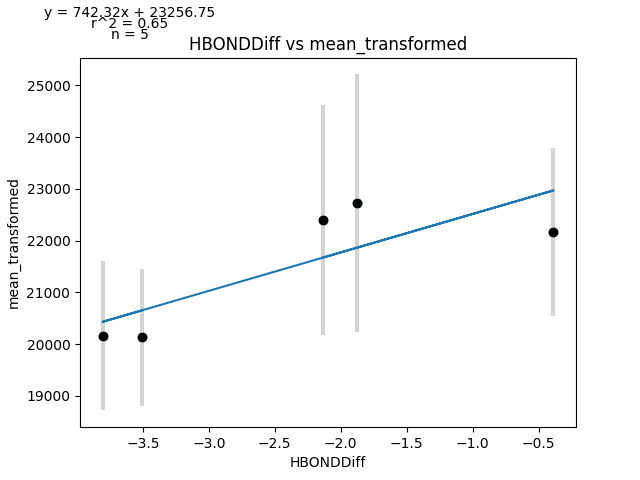 y = 742.32x + 23256.75
r^2 = 0.65
n = 5
HBONDDiff vs mean_transformed
25000
24000
23000
22000
21000
20000
19000
mean_transformed
−3.5 −3.0 −2.5 −2.0 −1.5 −1.0 −0.5
HBONDDiff